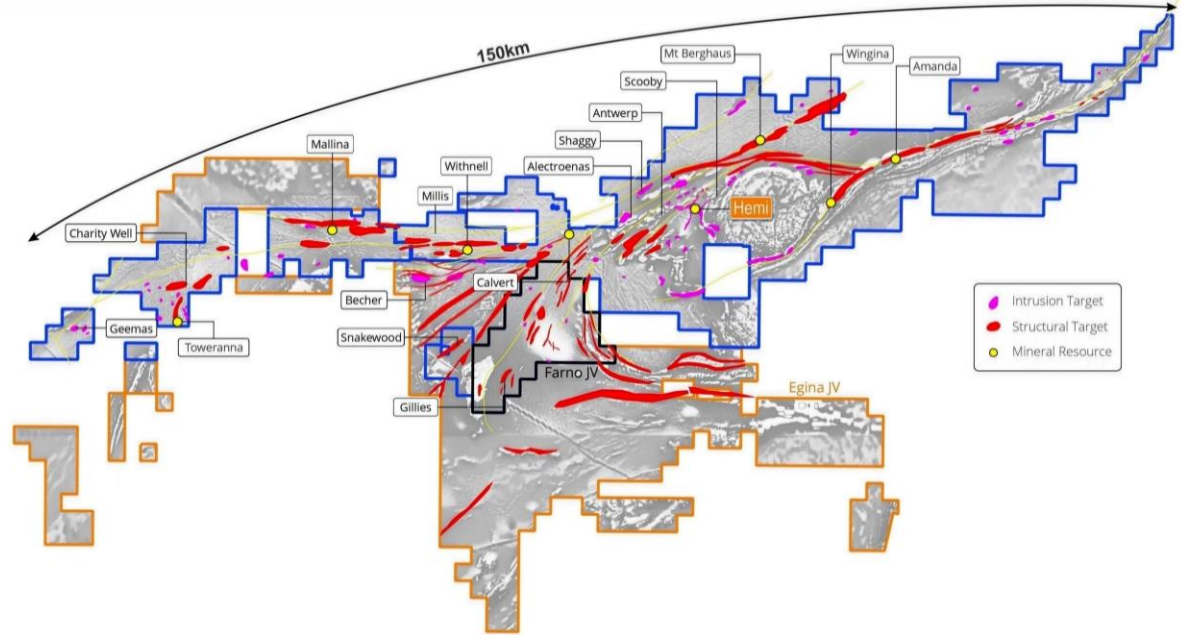 150km
Mt Berghaus
Wingina
Amanda
Scooby
Antwerp
Shaggy
Alectroenas
Mallina
Withnell
Millis
Hemi
Charity Well
Becher
Calvert
Geemas
Toweranna
Snakewood
Farno JV
Gillies
Egina JV
Intrusion Target
Structural Target
Mineral Resource